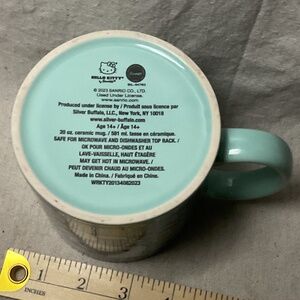 HELLO KITTY
© 2023 SANRIO CO., LTD.
Used Under License.
www.sanrio.com
Produced under license by / Produit sous licence par
Silver Buffalo, LLC., New York, NY 10018
www.silver-buffalo.com
Age 14+ / Âge 14+
20 oz. ceramic mug. / 591 ml. tasse en céramique.
SAFE FOR MICROWAVE AND DISHWASHER TOP RACK. /
OK POUR MICRO-ONDES ET AU
LAVE-VAISSELLE, HAUT ÉTAGÈRE
MAY GET HOT IN MICROWAVE. /
PEUT DEVENIR CHAUD AU MICRO-ONDES.
Made in China. / Fabriqué en Chine.
INCHES
1
2
3
4